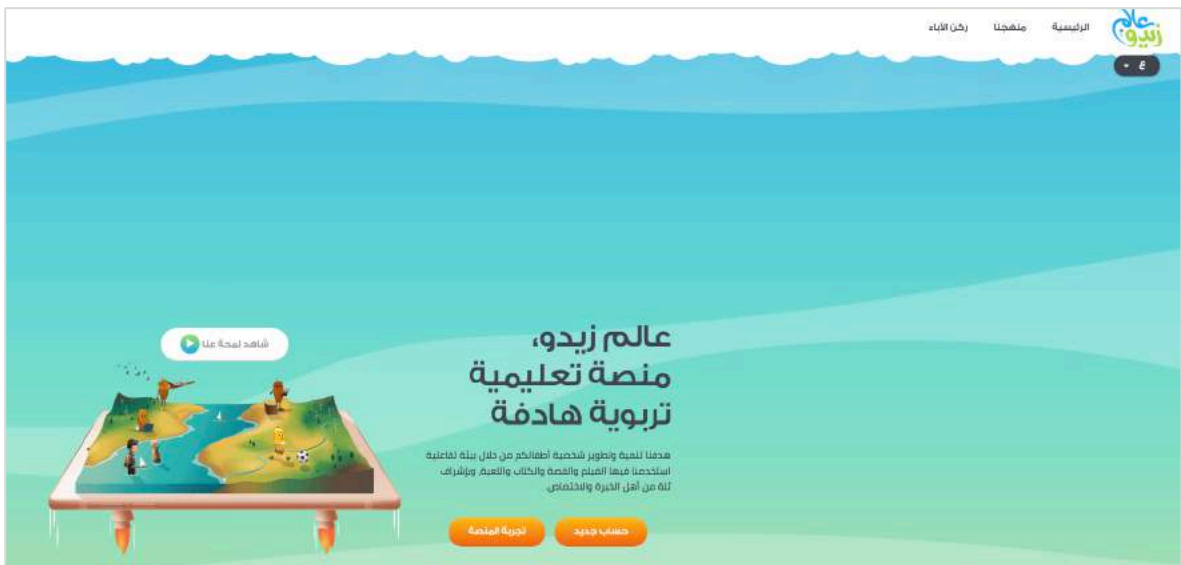 عالم
زيدو
الرئيسية
منهجنا
ركن الآباء
ع
عالم زيدو،
منصة تعليمية
تربوية هادفة
هدفنا تنمية وتطوير شخصية أطفالكم من خلال بيئة تفاعلية
استخدمنا فيها الفيلم والقصة والكتاب واللعبة، وبإشراف
ثلة من أهل الخبرة والاختصاص.
حساب جديد
تجربة المنصة
شاهد لمحة عنا